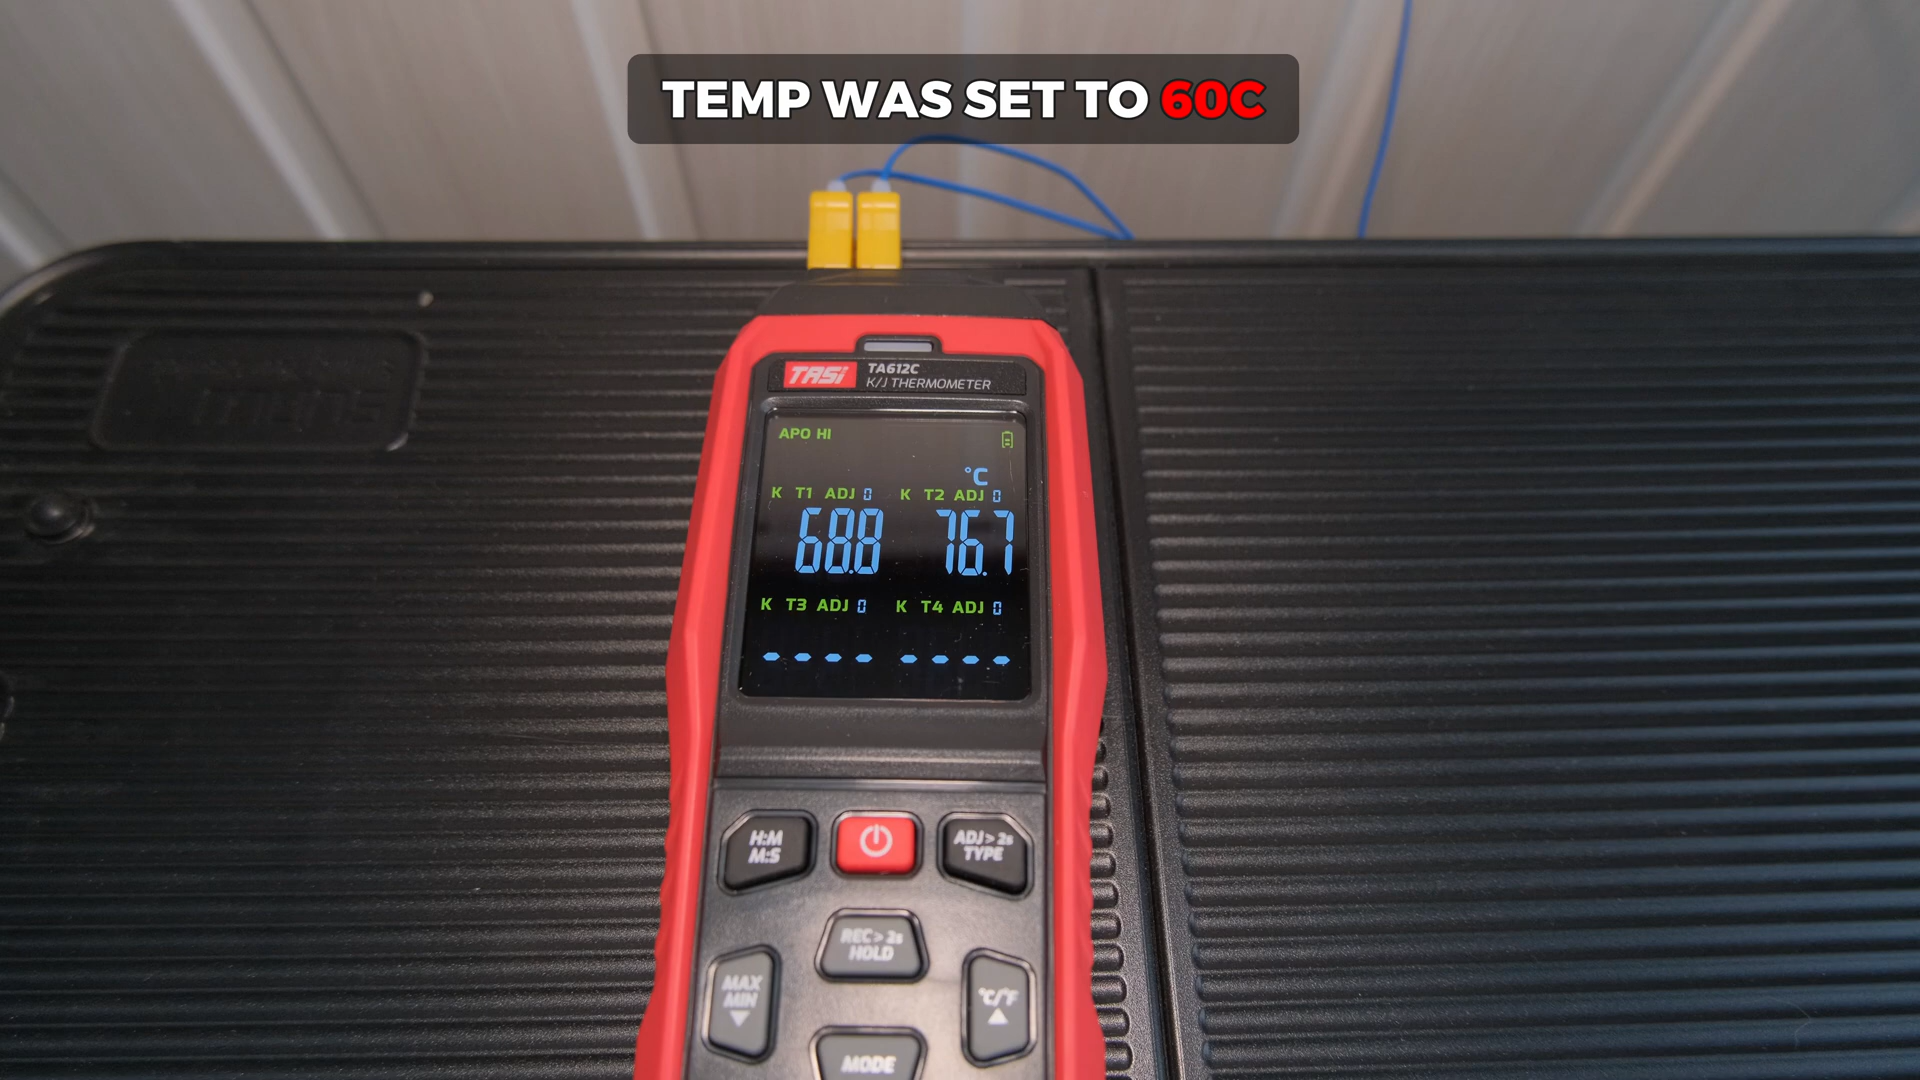 TEMP WAS SET TO 60C
TASI TA612C
K/J THERMOMETER
APO HI
°C
K T1 ADJ 0 K T2 ADJ 0
68.8 76.7
K T3 ADJ 0 K T4 ADJ 0
- - - - - - - -
H:M
M:S
ADJ > 2s
TYPE
REC > 2s
HOLD
MAX
MIN
°C/°F
MODE